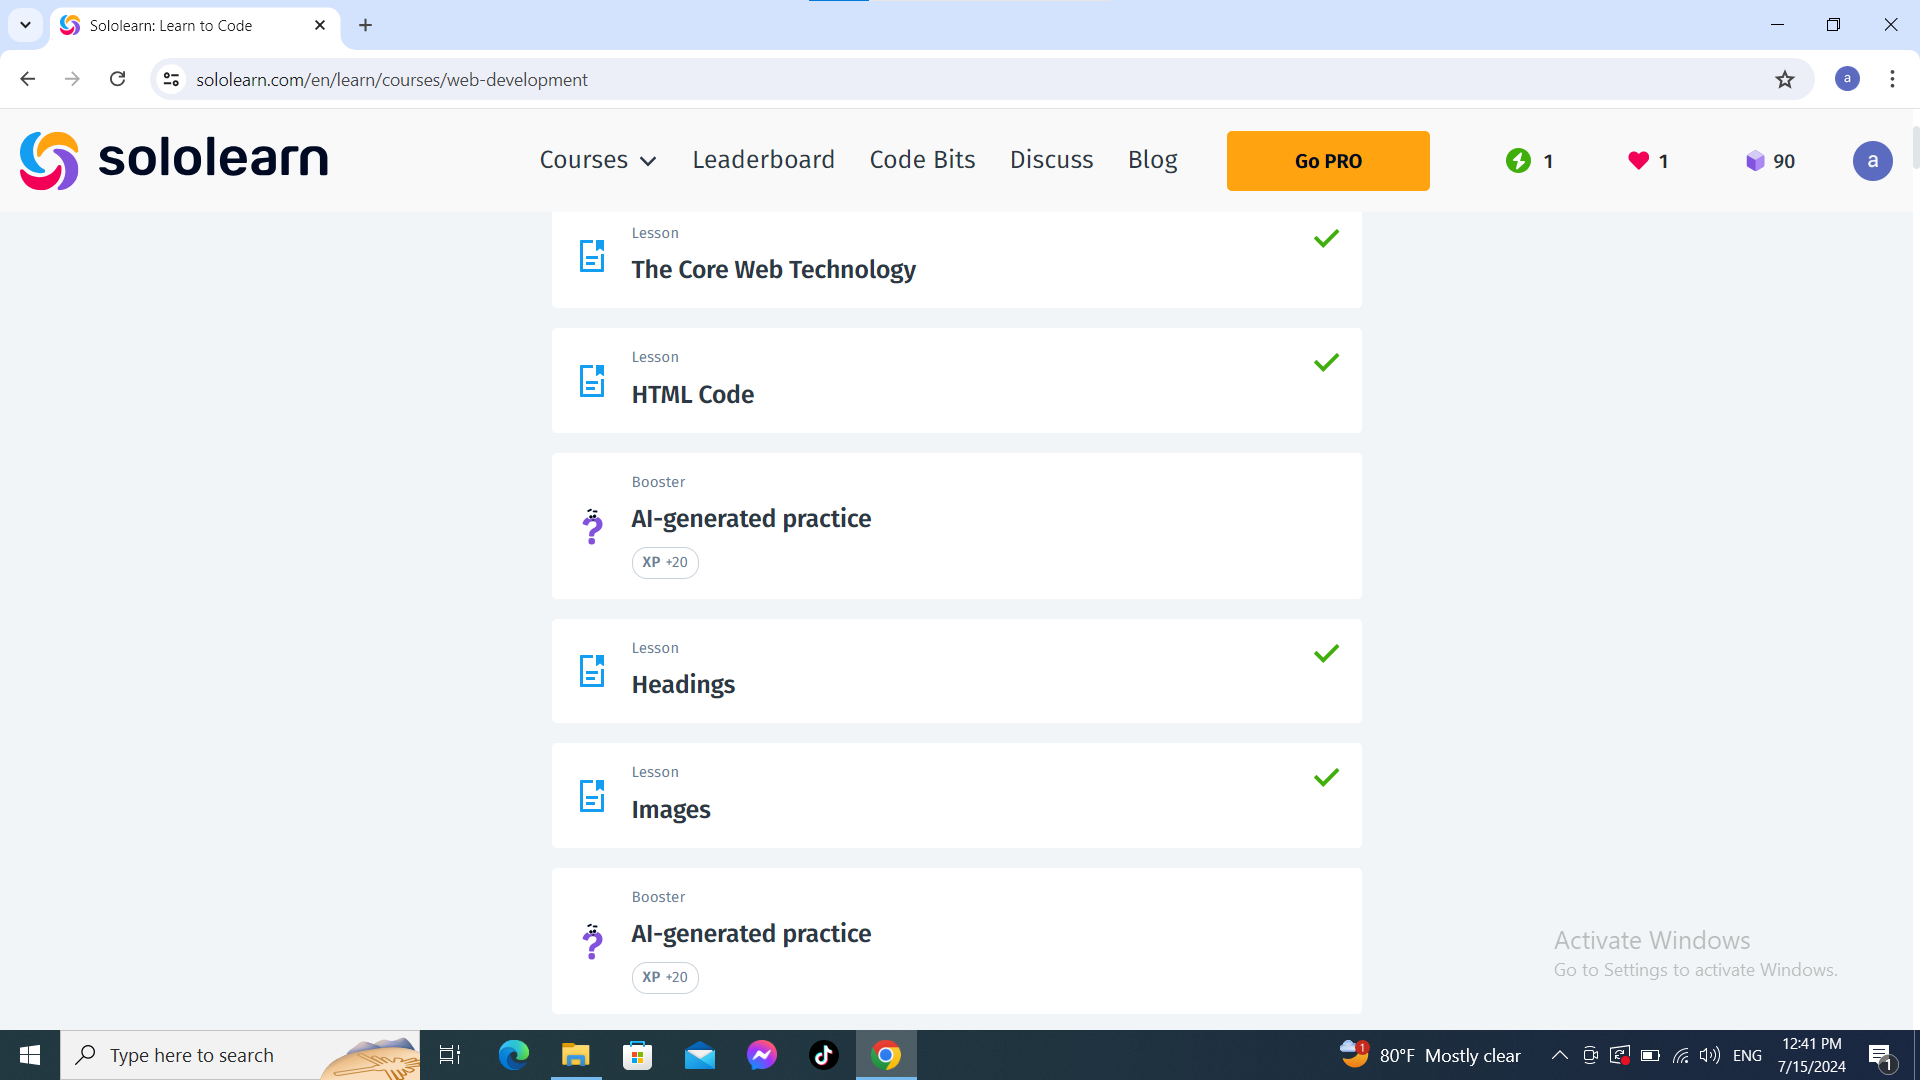 Sololearn: Learn to Code
sololearn.com/en/learn/courses/web-development
a
sololearn
Courses
Leaderboard
Code Bits
Discuss
Blog
Go PRO
1
1
90
a
Lesson
The Core Web Technology
Lesson
HTML Code
Booster
AI-generated practice
XP +20
Lesson
Headings
Lesson
Images
Booster
AI-generated practice
XP +20
Activate Windows
Go to Settings to activate Windows.
Type here to search
1
80°F Mostly clear
ENG
12:41 PM
7/15/2024
1